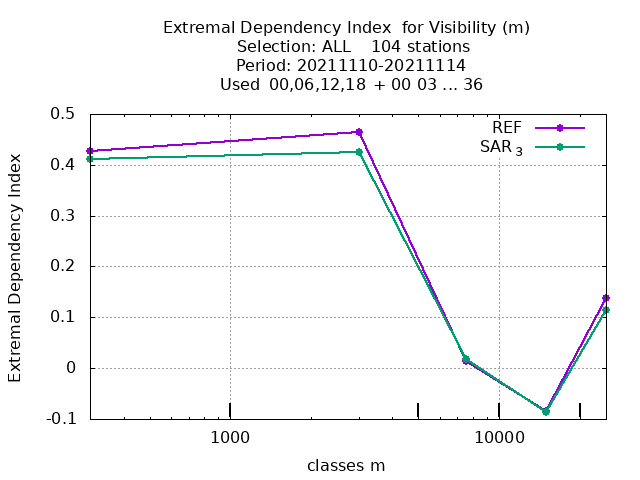 Extremal Dependency Index  for Visibility (m)
Selection: ALL    104 stations
Period: 20211110-20211114
Used  00,06,12,18  + 00 03 ... 36
REF
SAR 3
0.5
0.4
0.3
0.2
0.1
0
-0.1
Extremal Dependency Index
1000
10000
classes m